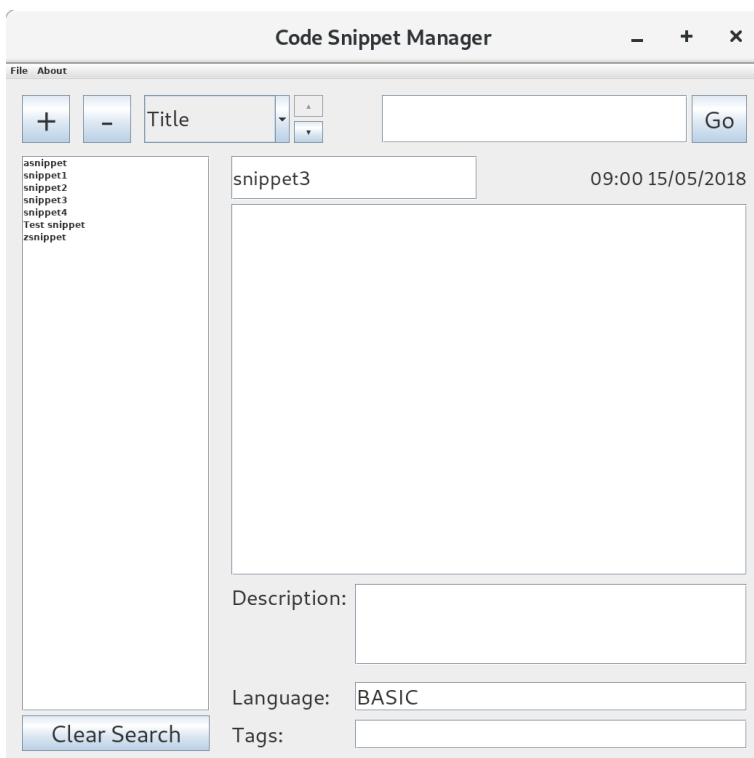 Code Snippet Manager
File About
+ - Title Go
asnippet
snippet1
snippet2
snippet3
snippet4
Test snippet
zsnippet
snippet3 09:00 15/05/2018
Description:
Language: BASIC
Clear Search
Tags: